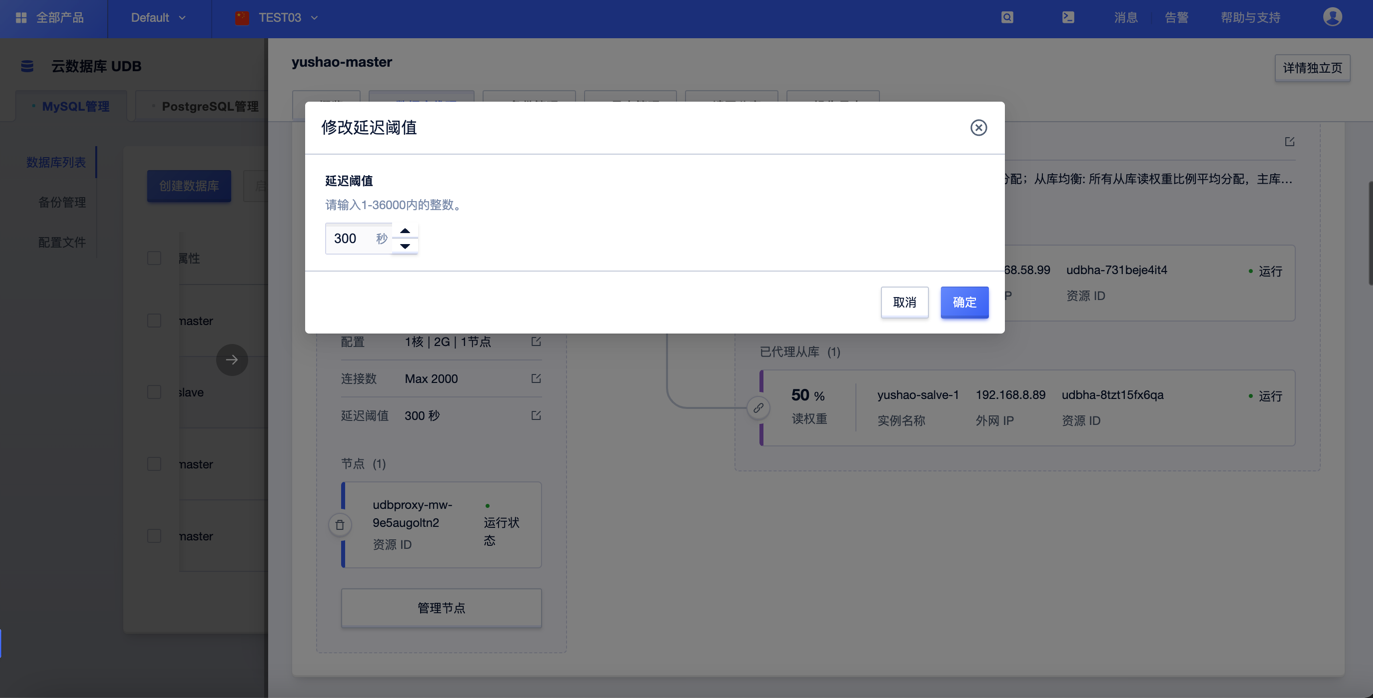 全部产品
Default
TEST03
消息
告警
帮助与支持
云数据库 UDB
MySQL管理
PostgreSQL管理
数据库列表
备份管理
配置文件
创建数据库
属性
master
slave
master
master
yushao-master
详情独立页
修改延迟阈值
延迟阈值
请输入1-36000内的整数。
300 秒
取消
确定
分配；从库均衡: 所有从库读权重比例平均分配，主库...
68.58.99
udbha-731beje4it4
运行
P
资源 ID
配置
1核 | 2G | 1节点
连接数
Max 2000
延迟阈值
300 秒
节点 (1)
udbproxy-mw-
9e5augoltn2
资源 ID
运行状
态
管理节点
已代理从库 (1)
50 %
读权重
yushao-salve-1
实例名称
192.168.8.89
外网 IP
udbha-8tzt15fx6qa
资源 ID
运行